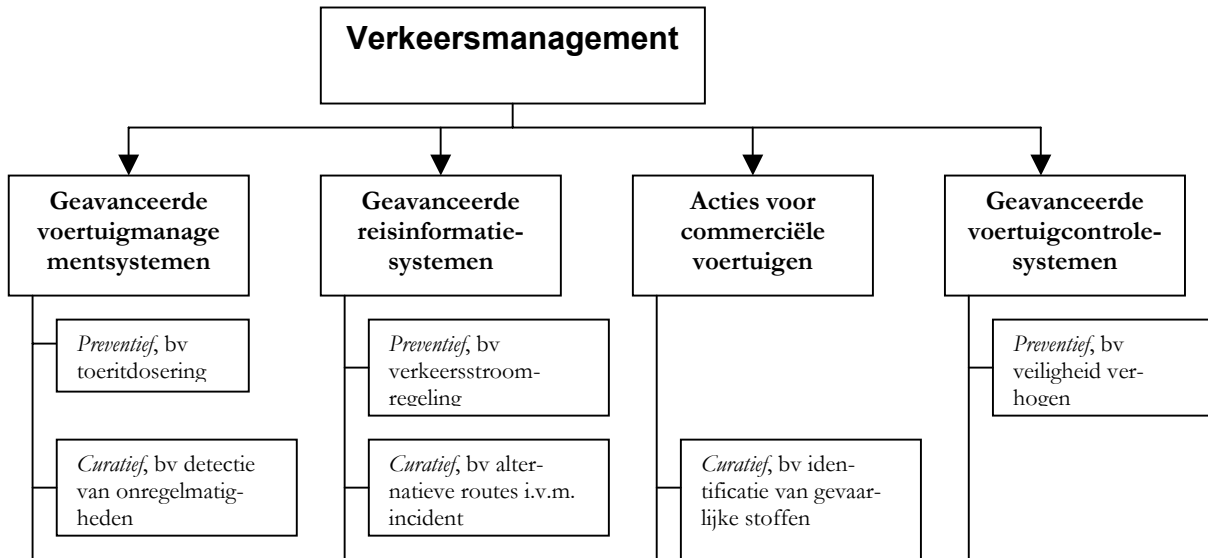 Verkeersmanagement
Geavanceerde
voertuigmanage
mentsystemen
Geavanceerde
reisinformatie-
systemen
Acties voor
commerciële
voertuigen
Geavanceerde
voertuigcontrole-
systemen
Preventief, bv
toeritdosering
Preventief, bv
verkeersstroom-
regeling
Preventief, bv
veiligheid ver-
hogen
Curatief, bv detectie
van onregelmatig-
heden
Curatief, bv alter-
natieve routes i.v.m.
incident
Curatief, bv iden-
tificatie van gevaar-
lijke stoffen